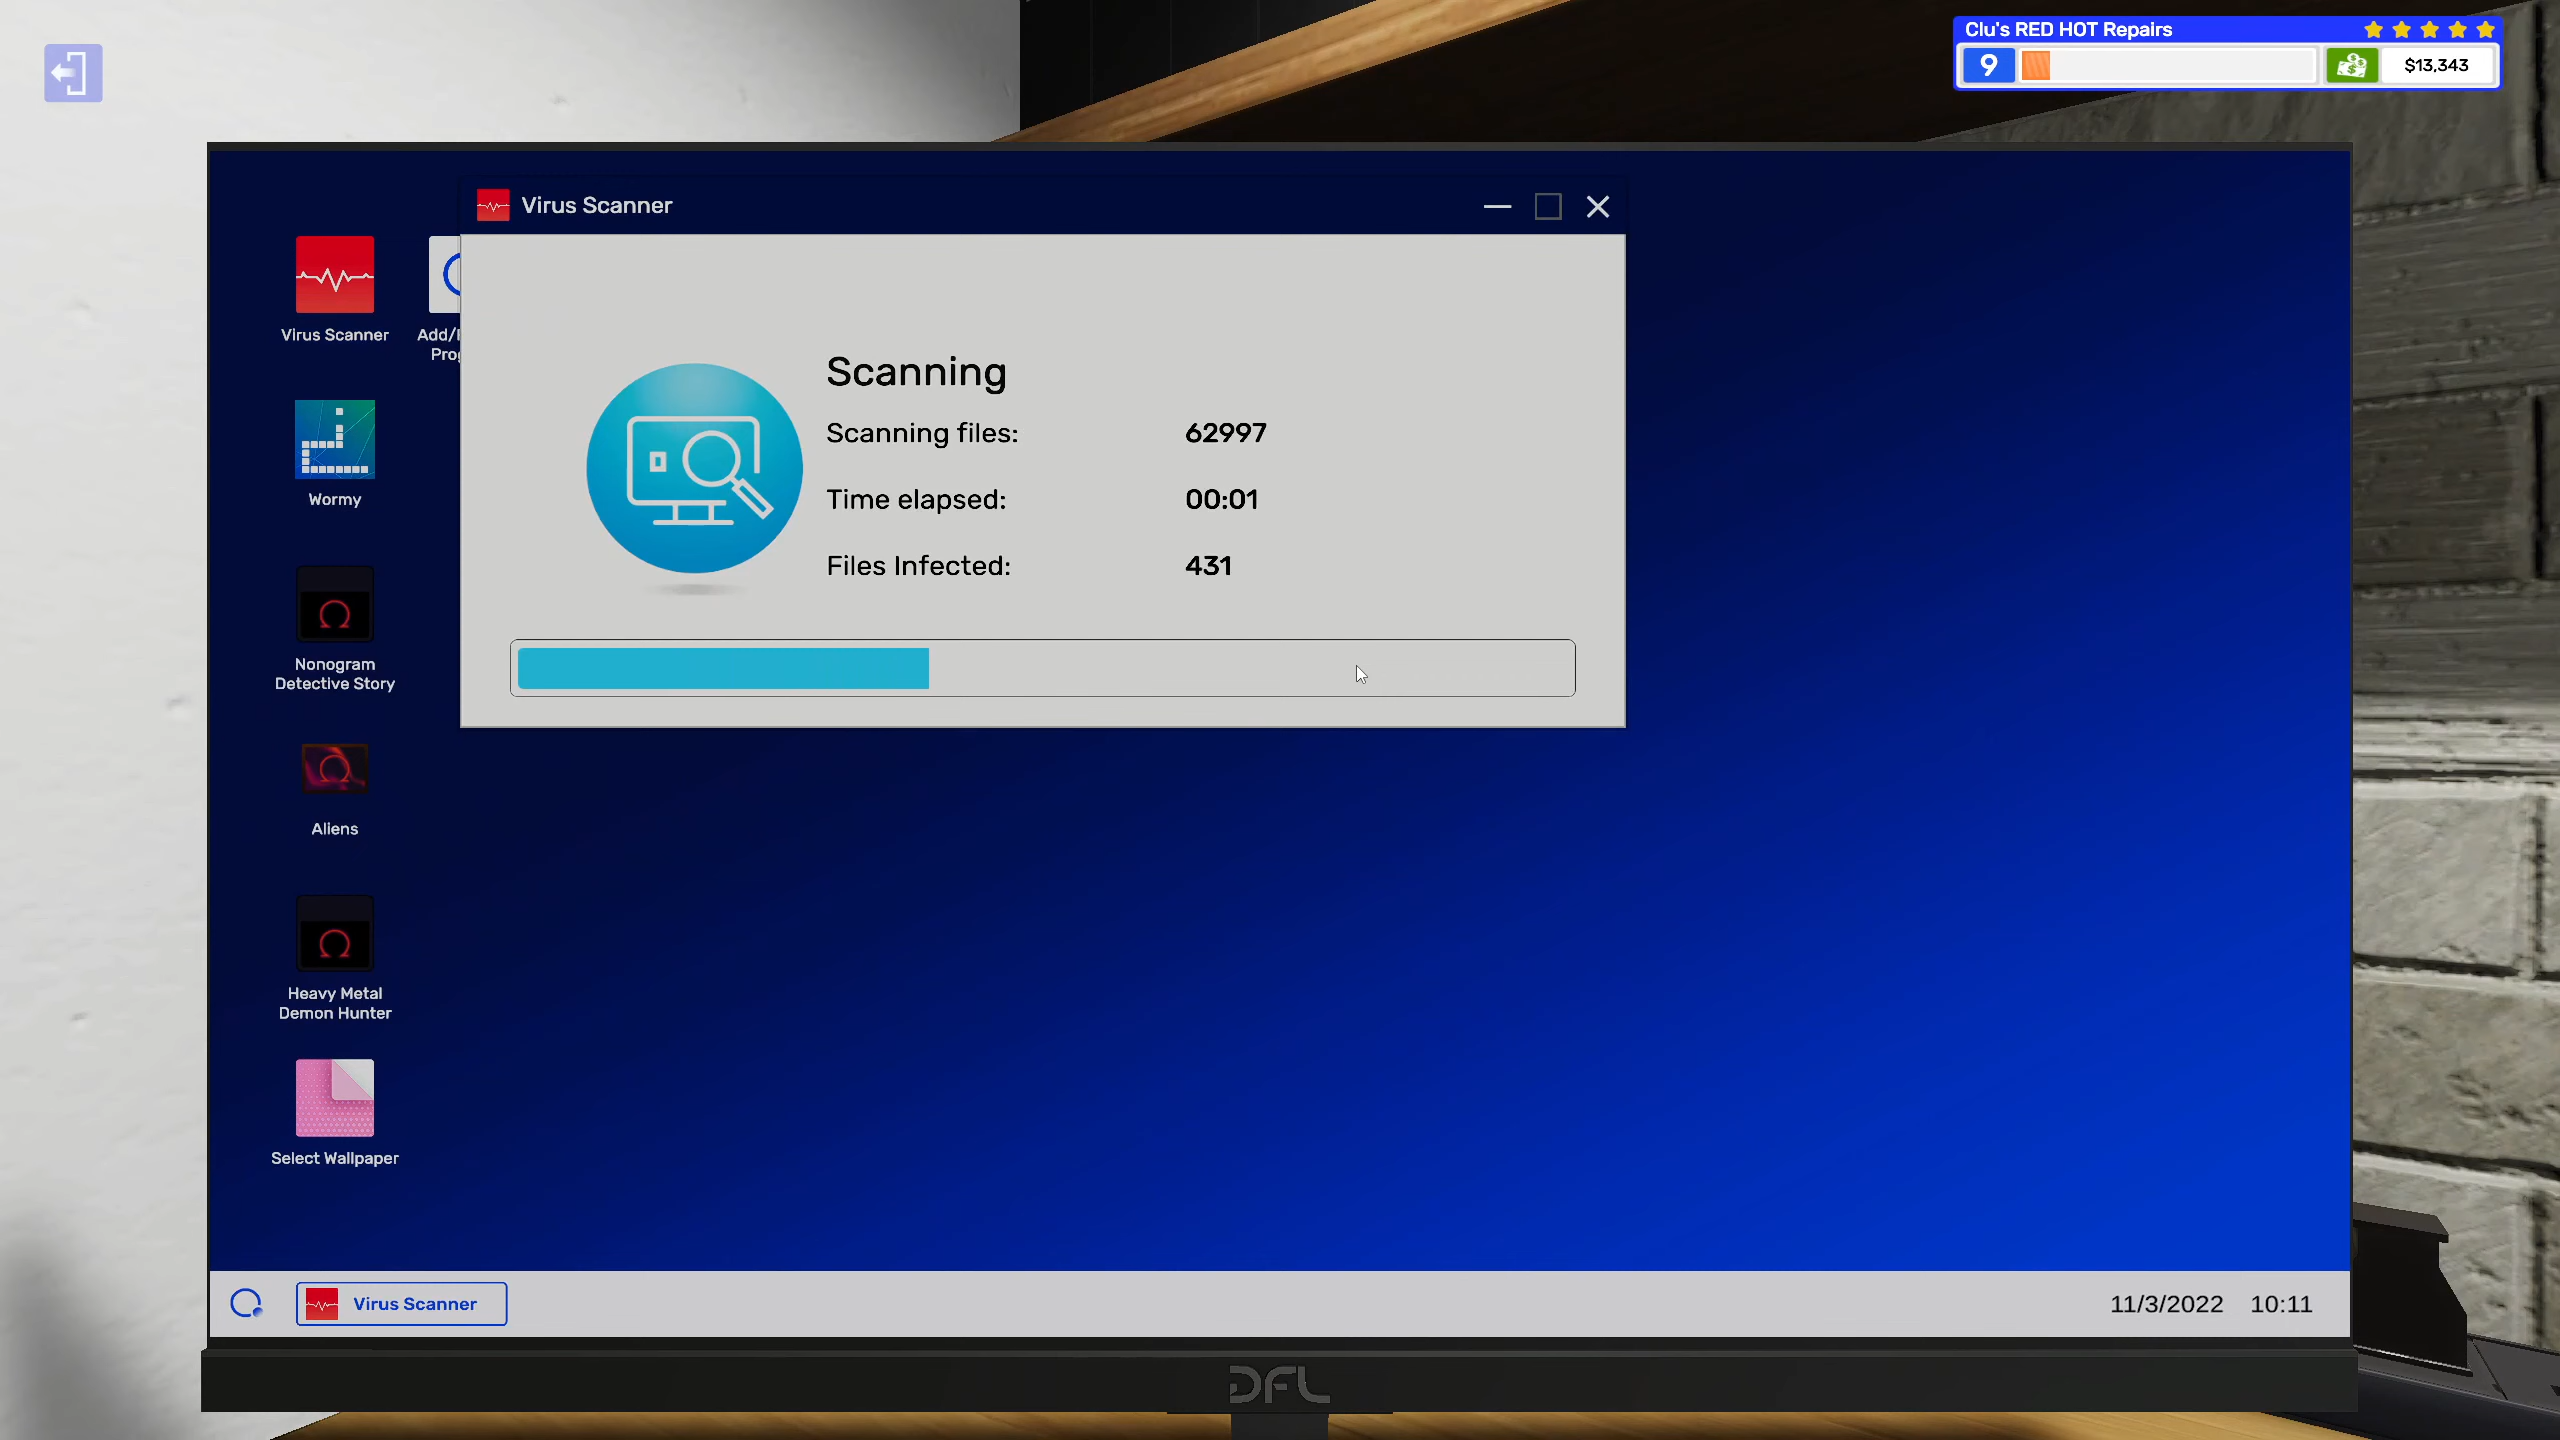 Clu's RED HOT Repairs
9
$13,343
Virus Scanner
Virus Scanner
Add/
Wormy
Nonogram
Detective Story
Aliens
Heavy Metal
Demon Hunter
Select Wallpaper
Scanning
Scanning files: 62997
Time elapsed: 00:01
Files Infected: 431
Virus Scanner
11/3/2022 10:11
DFL